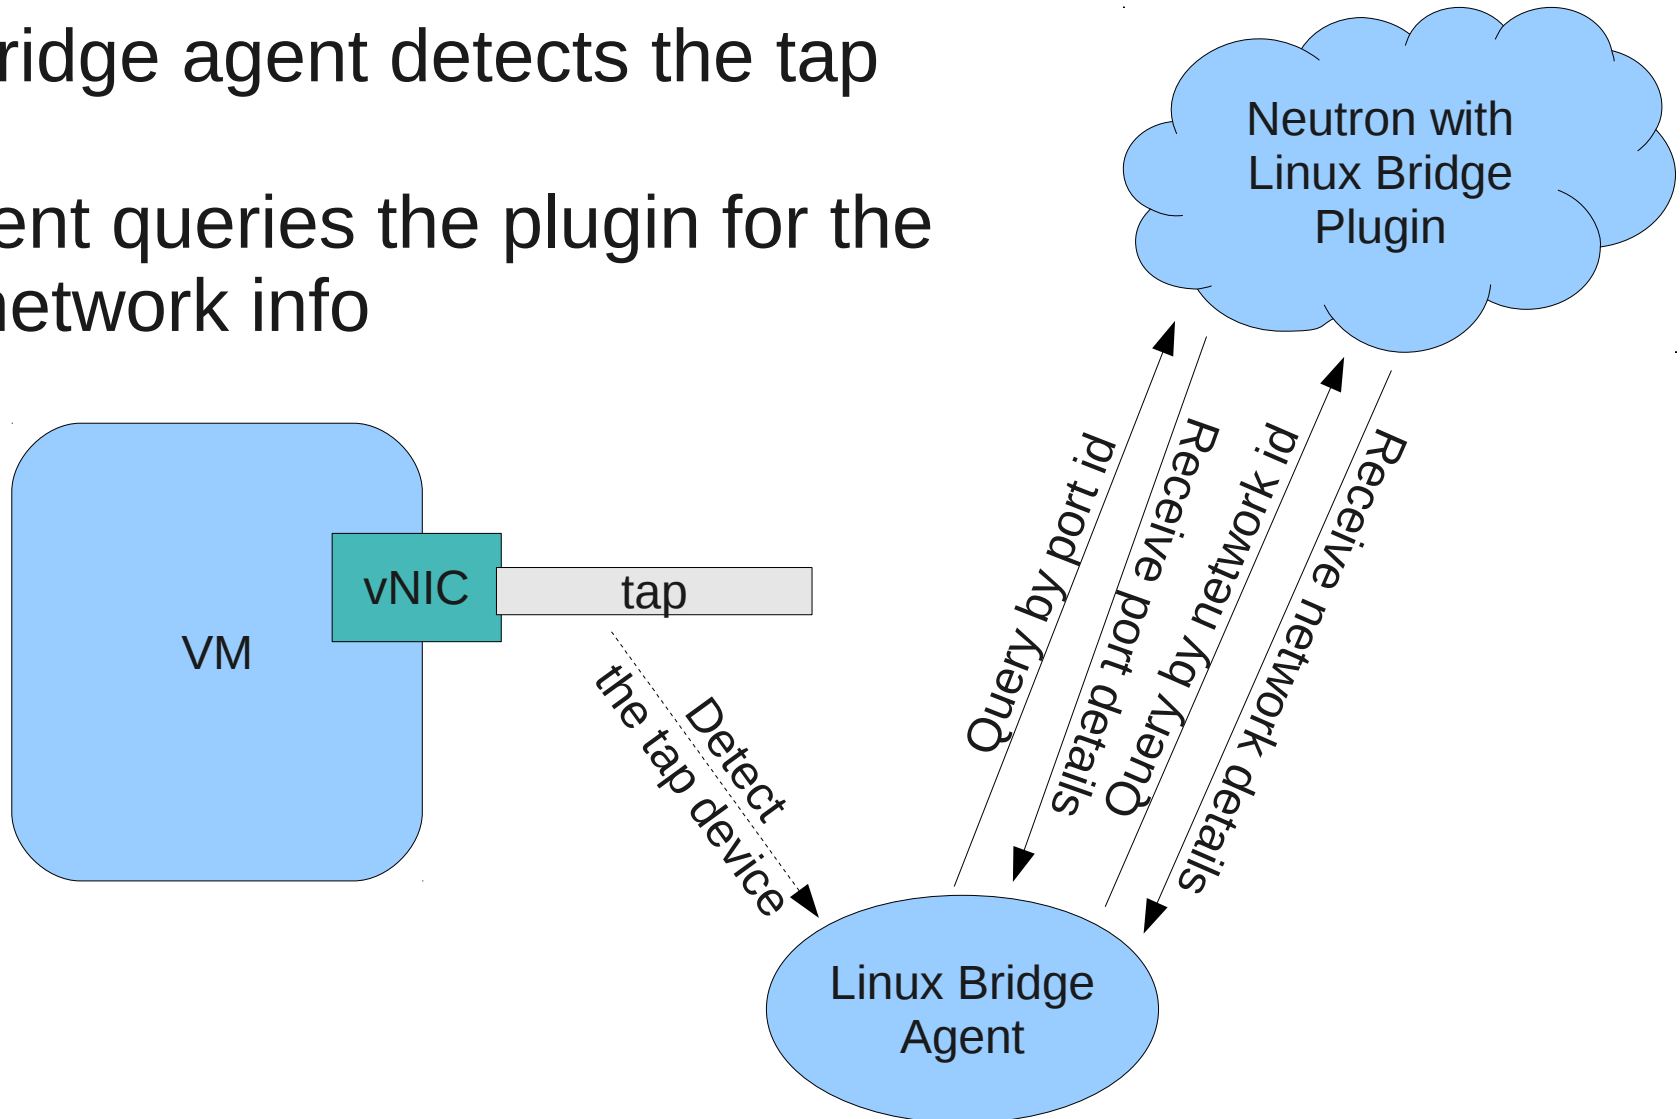 ridge agent detects the tap
ent queries the plugin for the
network info
Neutron with
Linux Bridge
Plugin
VM
vNIC
tap
Detect
the tap device
Query by port id
Receive port details
Query by network id
Receive network details
Linux Bridge
Agent